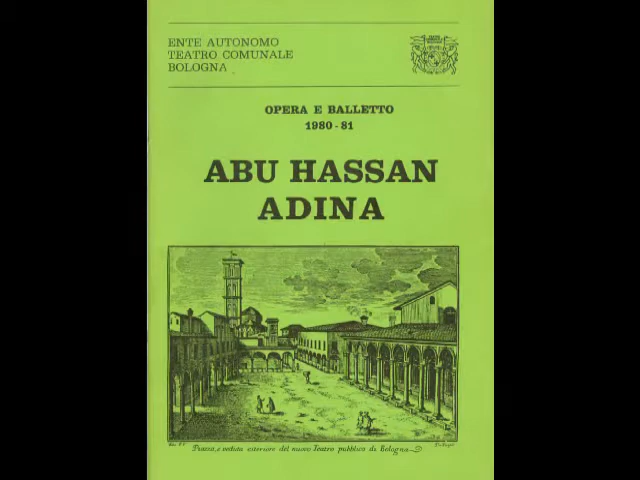 ENTE AUTONOMO
TEATRO COMUNALE
BOLOGNA
OPERA E BALLETTO
1980-81
ABU HASSAN
ADINA
Piazza, e veduta esteriore del nuovo Teatro pubblico di Bologna